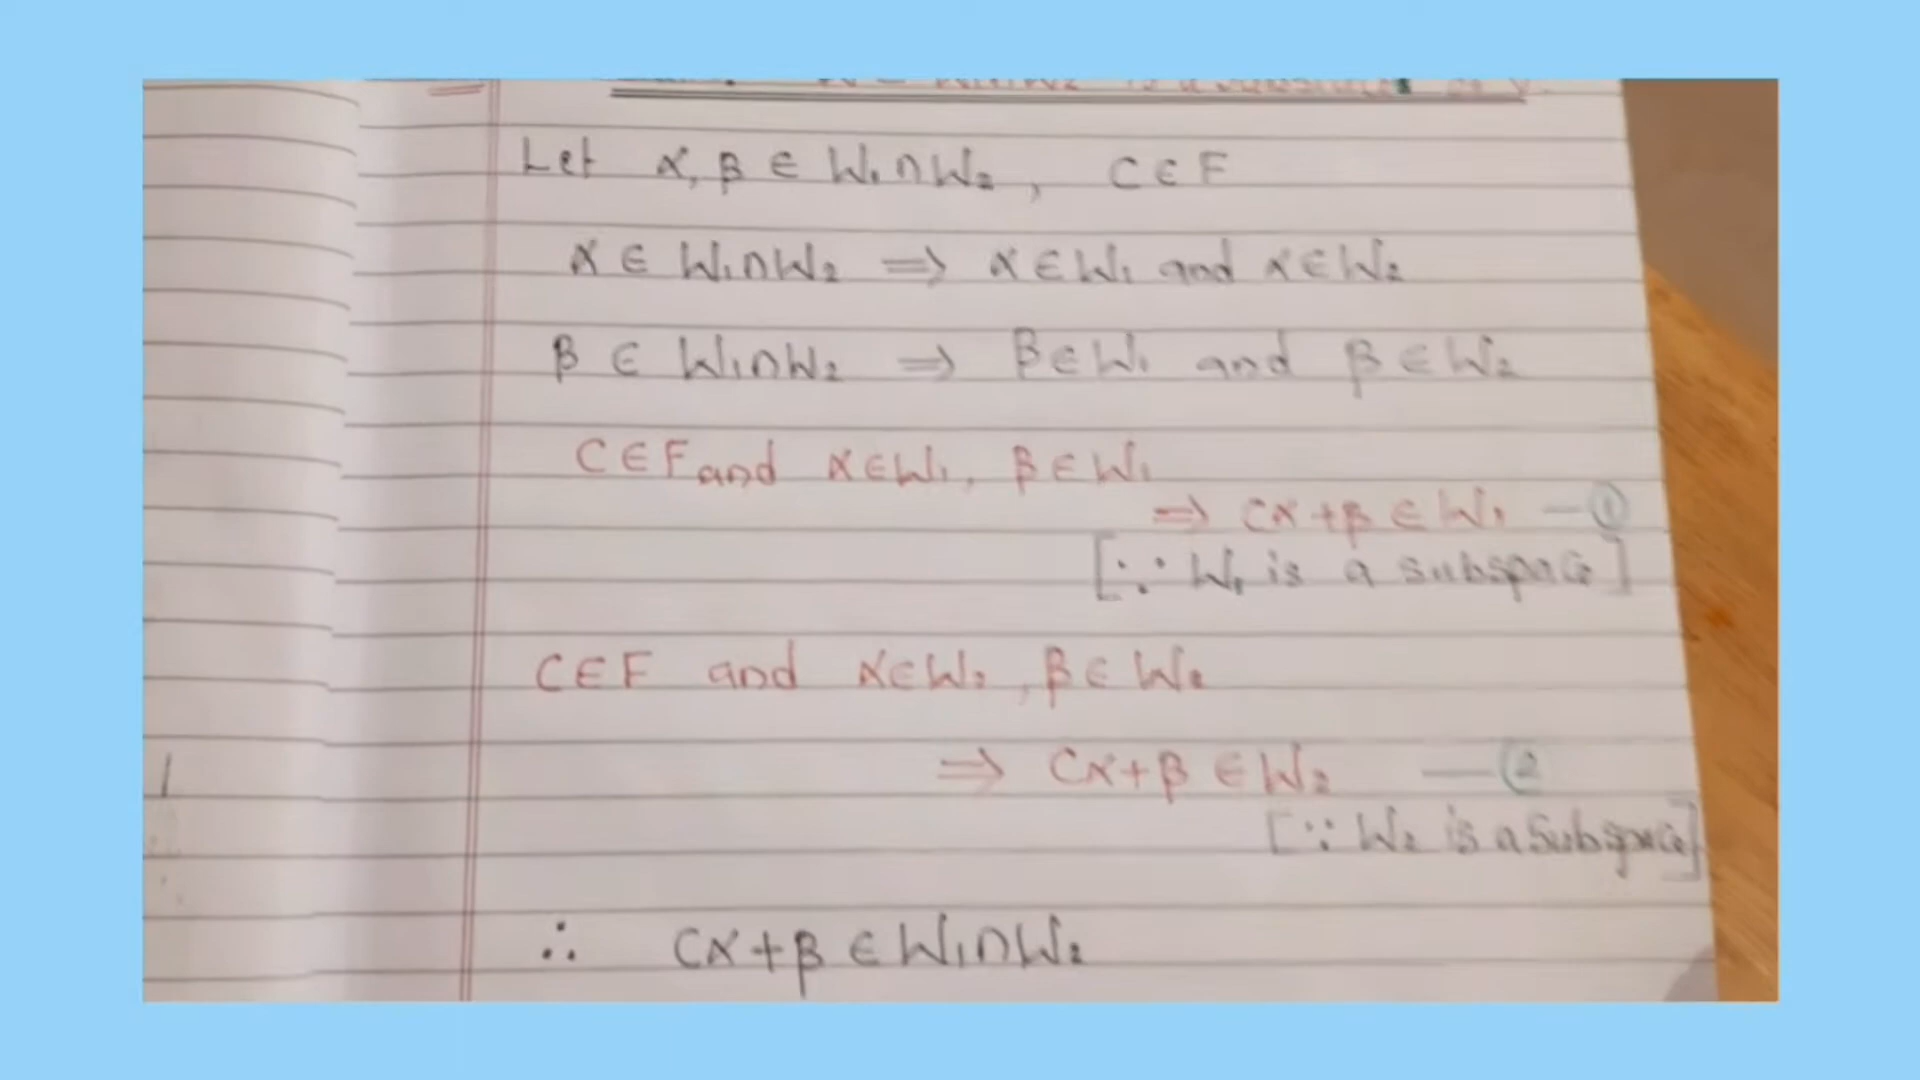 Let α, β ∈ W₁∩W₂, C∈F
α ∈ W₁∩W₂ ⇒ α∈W₁ and α∈W₂
β ∈ W₁∩W₂ ⇒ β∈W₁ and β∈W₂
C∈F and α∈W₁, β∈W₁
⇒ Cα+β ∈ W₁ —①
[∵ W₁ is a subspace]
C∈F and α∈W₂, β∈W₂
⇒ Cα+β ∈W₂ —②
[∵ W₂ is a Subspace]
∴ Cα+β ∈ W₁∩W₂